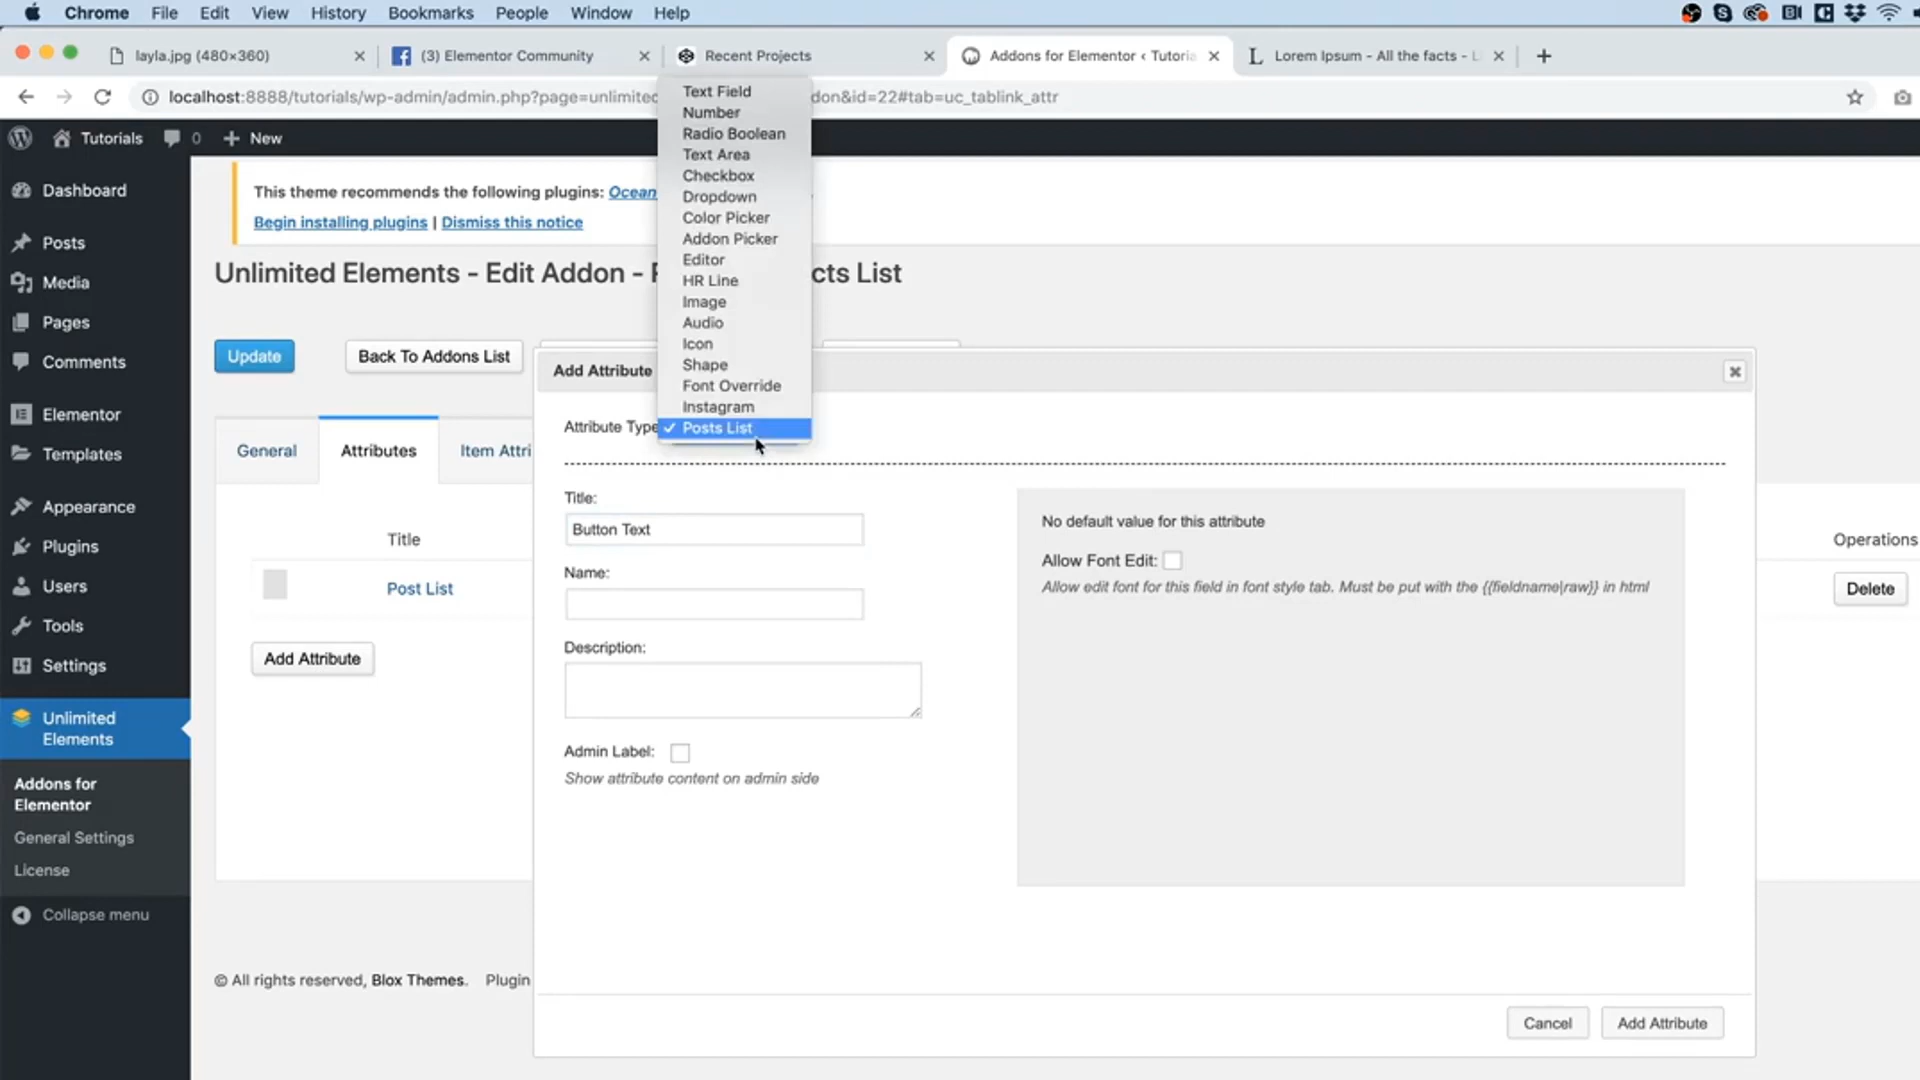 Chrome File Edit View History Bookmarks People Window Help
layla.jpg (480×360)
(3) Elementor Community
Recent Projects
Addons for Elementor ‹ Tutoria
Lorem Ipsum - All the facts - L
localhost:8888/tutorials/wp-admin/admin.php?page=unlimitec
don&id=22#tab=uc_tablink_attr
Tutorials 0 + New
Dashboard
Posts
Media
Pages
Comments
Elementor
Templates
Appearance
Plugins
Users
Tools
Settings
Unlimited
Elements
Addons for
Elementor
General Settings
License
Collapse menu
This theme recommends the following plugins: Ocean
Begin installing plugins | Dismiss this notice
Unlimited Elements - Edit Addon -
cts List
Update
Back To Addons List
General
Attributes
Item Attri
Title
Operations
Post List
Delete
Add Attribute
Text Field
Number
Radio Boolean
Text Area
Checkbox
Dropdown
Color Picker
Addon Picker
Editor
HR Line
Image
Audio
Icon
Shape
Font Override
Instagram
✓ Posts List
Add Attribute
Attribute Type
Title:
Button Text
Name:
Description:
Admin Label:
Show attribute content on admin side
No default value for this attribute
Allow Font Edit:
Allow edit font for this field in font style tab. Must be put with the {{fieldname|raw}} in html
Cancel
Add Attribute
© All rights reserved, Blox Themes. Plugin